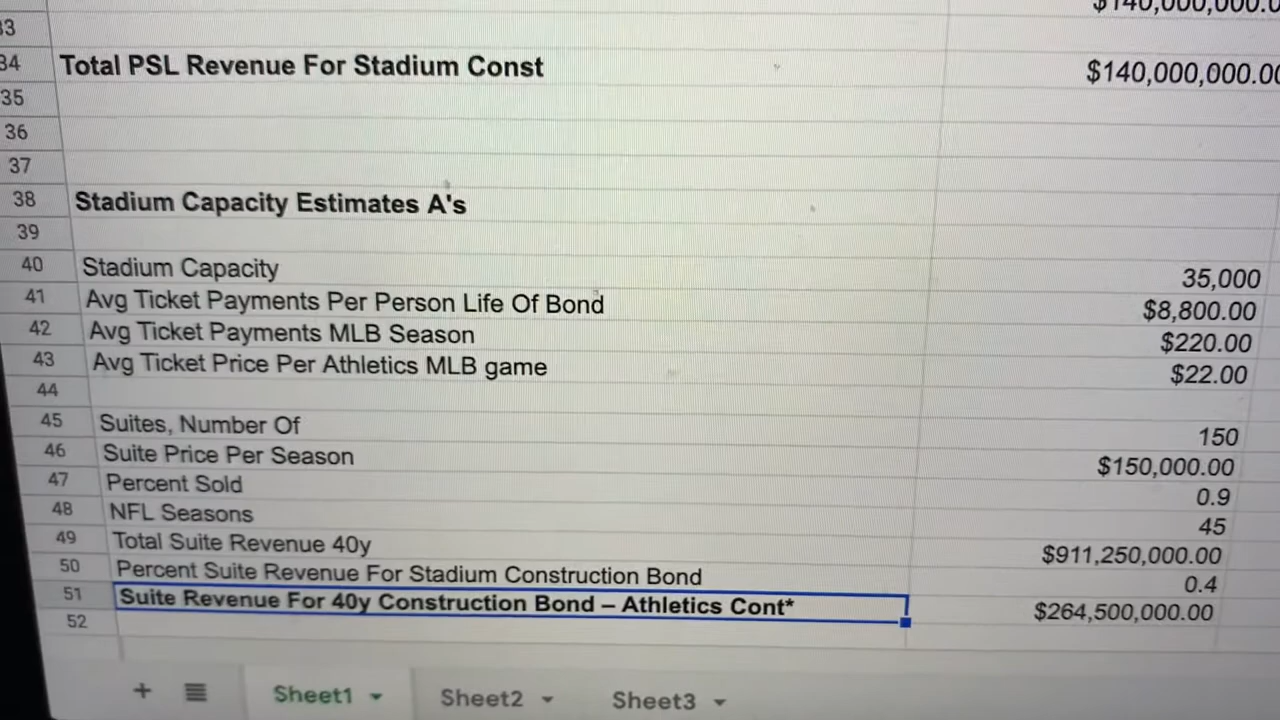 $140,000,000.0
33
34 Total PSL Revenue For Stadium Const $140,000,000.00
35
36
37
38 Stadium Capacity Estimates A's
39
40 Stadium Capacity 35,000
41 Avg Ticket Payments Per Person Life Of Bond $8,800.00
42 Avg Ticket Payments MLB Season $220.00
43 Avg Ticket Price Per Athletics MLB game $22.00
44
45 Suites, Number Of 150
46 Suite Price Per Season $150,000.00
47 Percent Sold 0.9
48 NFL Seasons 45
49 Total Suite Revenue 40y $911,250,000.00
50 Percent Suite Revenue For Stadium Construction Bond 0.4
51 Suite Revenue For 40y Construction Bond – Athletics Cont* $264,500,000.00
52
+ Sheet1 Sheet2 Sheet3